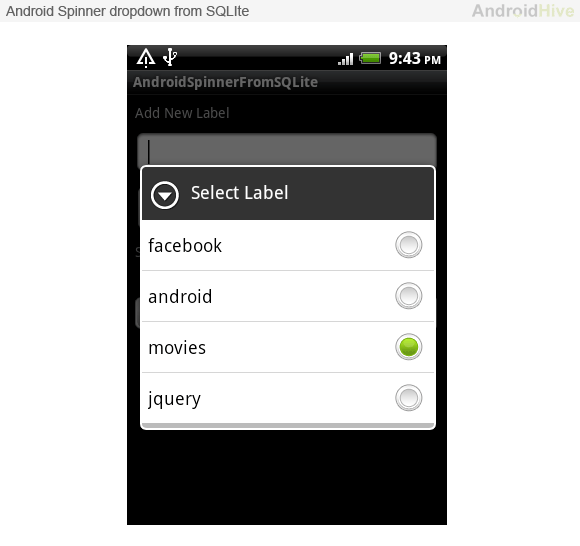 Android Spinner dropdown from SQLIte
AndroidHive
9:43 PM
AndroidSpinnerFromSQLite
Add New Label
Select Label
facebook
android
movies
jquery